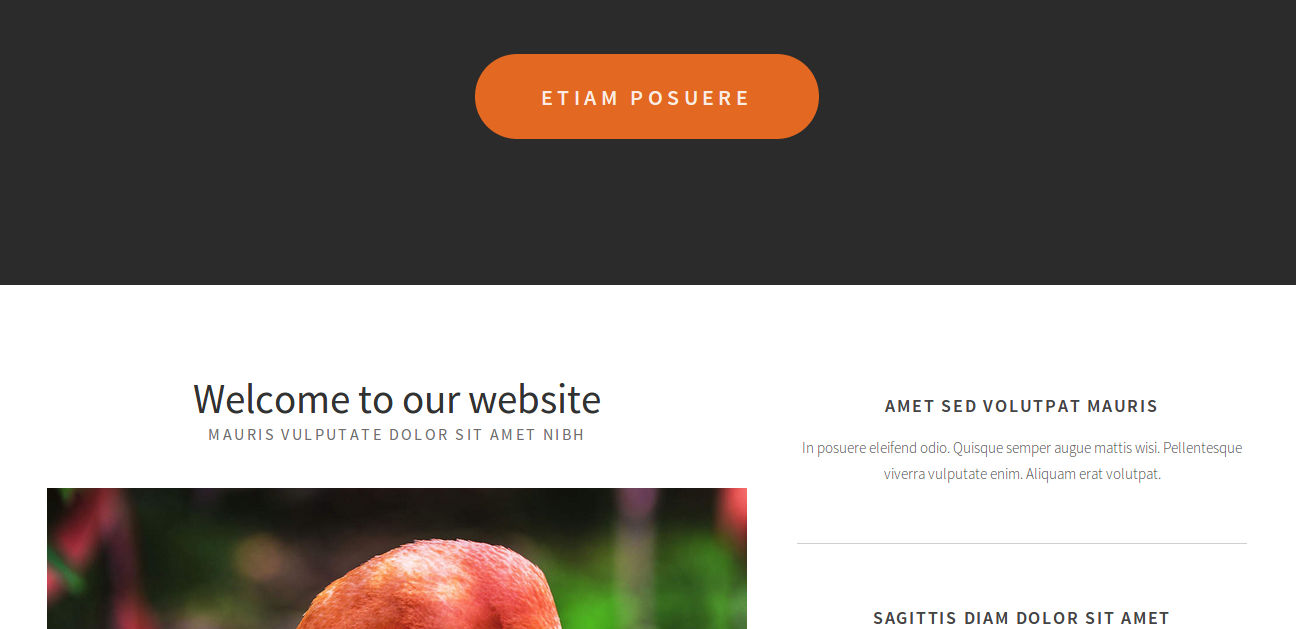 ETIAM POSUERE
Welcome to our website
MAURIS VULPUTATE DOLOR SIT AMET NIBH
AMET SED VOLUTPAT MAURIS
In posuere eleifend odio. Quisque semper augue mattis wisi. Pellentesque
viverra vulputate enim. Aliquam erat volutpat.
SAGITTIS DIAM DOLOR SIT AMET